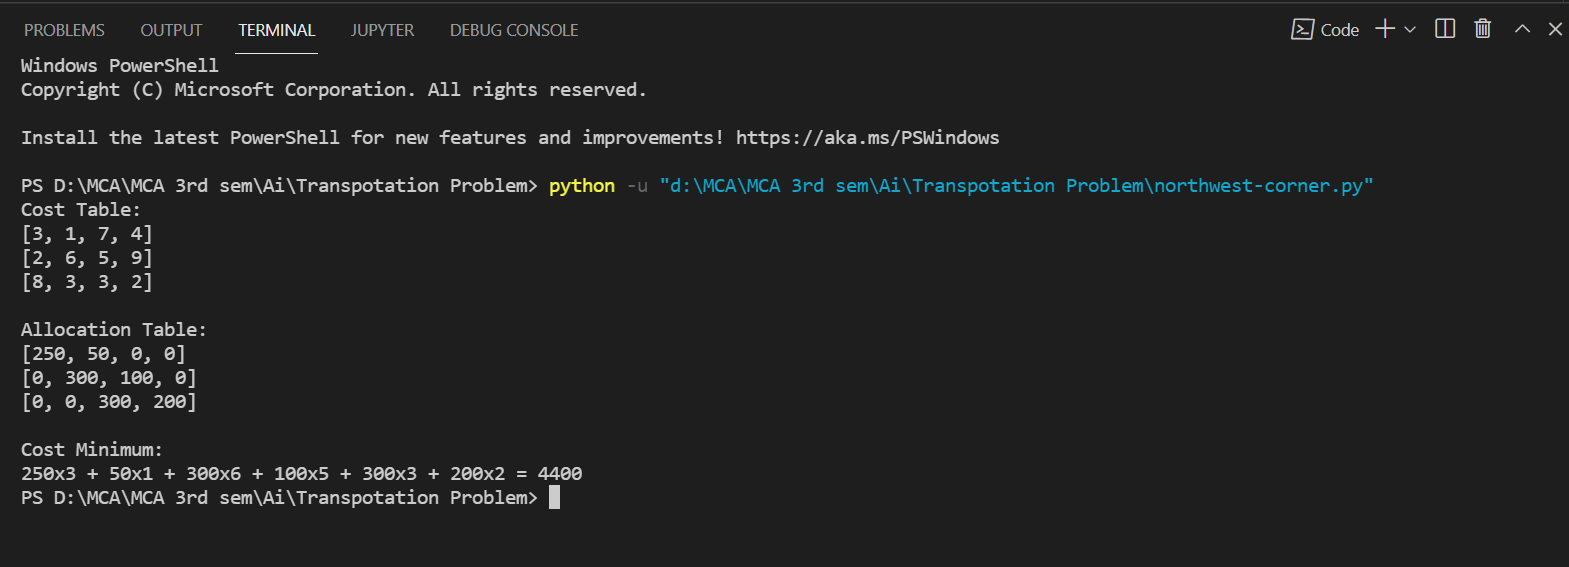 PROBLEMS OUTPUT TERMINAL JUPYTER DEBUG CONSOLE Code
Windows PowerShell
Copyright (C) Microsoft Corporation. All rights reserved.
Install the latest PowerShell for new features and improvements! https://aka.ms/PSWindows
PS D:\MCA\MCA 3rd sem\Ai\Transpotation Problem> python -u "d:\MCA\MCA 3rd sem\Ai\Transpotation Problem\northwest-corner.py"
Cost Table:
[3, 1, 7, 4]
[2, 6, 5, 9]
[8, 3, 3, 2]
Allocation Table:
[250, 50, 0, 0]
[0, 300, 100, 0]
[0, 0, 300, 200]
Cost Minimum:
250x3 + 50x1 + 300x6 + 100x5 + 300x3 + 200x2 = 4400
PS D:\MCA\MCA 3rd sem\Ai\Transpotation Problem>